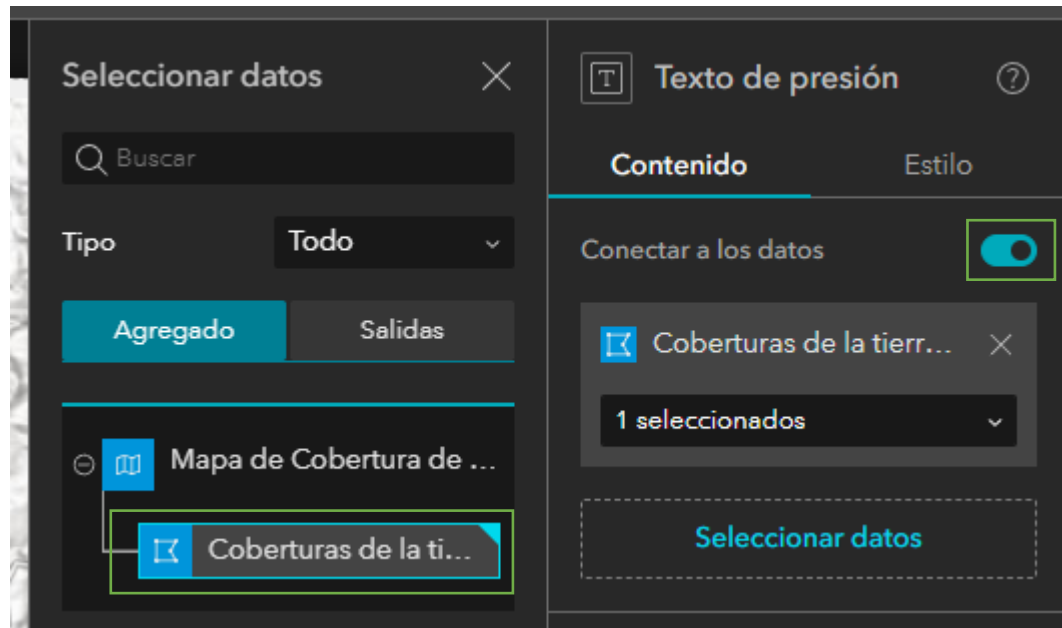 Seleccionar datos
Buscar
Tipo
Todo
Agregado
Salidas
Mapa de Cobertura de ...
Coberturas de la ti...
T
Texto de presión
?
Contenido
Estilo
Conectar a los datos
Coberturas de la tierr...
1 seleccionados
Seleccionar datos